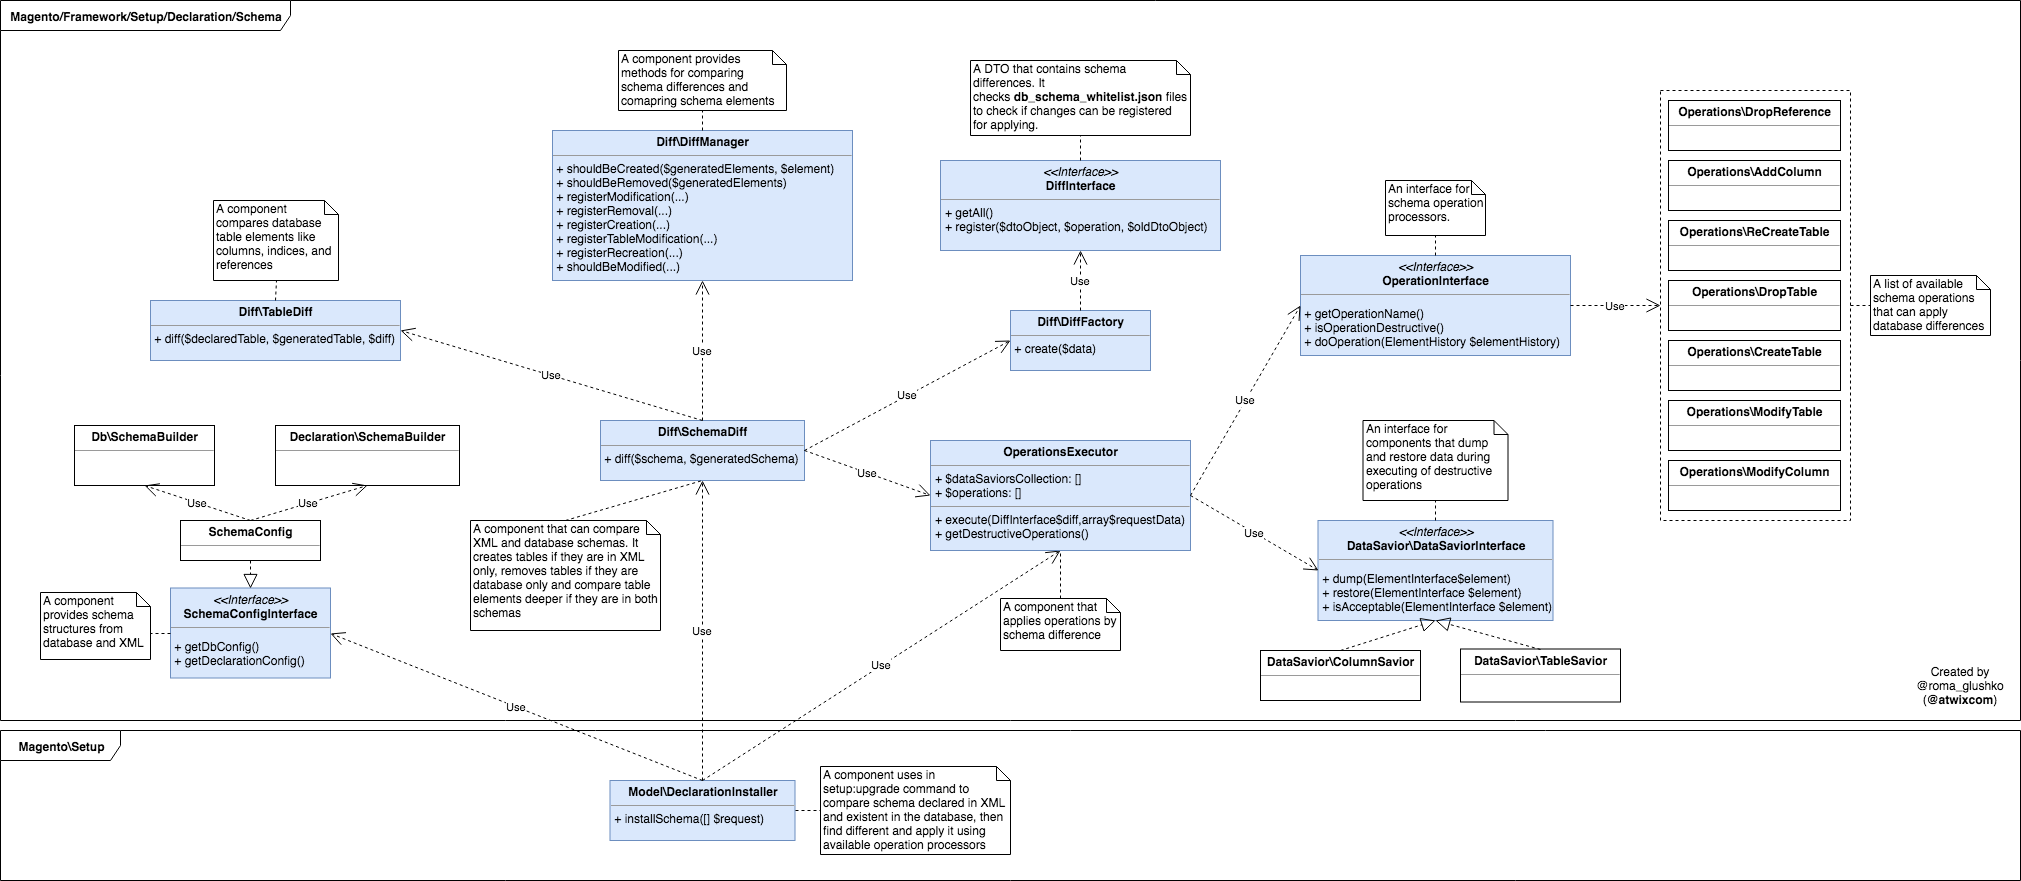 Magento/Framework/Setup/Declaration/Schema
A component provides
methods for comparing
schema differences and
comapring schema elements
Diff\DiffManager
+ shouldBeCreated($generatedElements, $element)
+ shouldBeRemoved($generatedElements)
+ registerModification(...)
+ registerRemoval(...)
+ registerCreation(...)
+ registerTableModification(...)
+ registerRecreation(...)
+ shouldBeModified(...)
A DTO that contains schema
differences. It
checks db_schema_whitelist.json files
to check if changes can be registered
for applying.
<<Interface>>
DiffInterface
+ getAll()
+ register($dtoObject, $operation, $oldDtoObject)
Use
Diff\DiffFactory
+ create($data)
A component
compares database
table elements like
columns, indices, and
references
Diff\TableDiff
+ diff($declaredTable, $generatedTable, $diff)
Use
Use
Use
An interface for
schema operation
processors.
<<Interface>>
OperationInterface
+ getOperationName()
+ isOperationDestructive()
+ doOperation(ElementHistory $elementHistory)
Use
Operations\DropReference
Operations\AddColumn
Operations\ReCreateTable
Operations\DropTable
Operations\CreateTable
Operations\ModifyTable
Operations\ModifyColumn
A list of available
schema operations
that can apply
database differences
Db\SchemaBuilder
Declaration\SchemaBuilder
Use
Use
SchemaConfig
<<Interface>>
SchemaConfigInterface
+ getDbConfig()
+ getDeclarationConfig()
A component
provides schema
structures from
database and XML
Diff\SchemaDiff
+ diff($schema, $generatedSchema)
A component that can compare
XML and database schemas. It
creates tables if they are in XML
only, removes tables if they are
database only and compare table
elements deeper if they are in both
schemas
Use
OperationsExecutor
+ $dataSaviorsCollection: []
+ $operations: []
+ execute(DiffInterface$diff,array$requestData)
+ getDestructiveOperations()
A component that
applies operations by
schema difference
Use
Use
An interface for
components that dump
and restore data during
executing of destructive
operations
<<Interface>>
DataSavior\DataSaviorInterface
+ dump(ElementInterface$element)
+ restore(ElementInterface $element)
+ isAcceptable(ElementInterface $element)
DataSavior\ColumnSavior
DataSavior\TableSavior
Use
Use
Use
Created by
@roma_glushko
(@atwixcom)
Magento\Setup
Model\DeclarationInstaller
+ installSchema([] $request)
A component uses in
setup:upgrade command to
compare schema declared in XML
and existent in the database, then
find different and apply it using
available operation processors